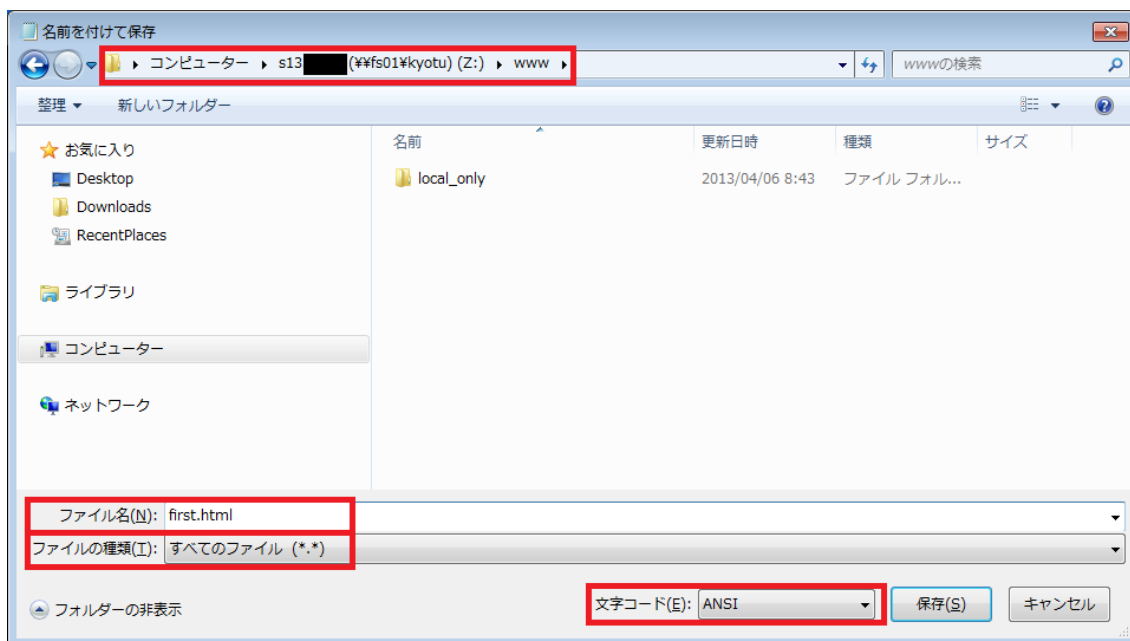 名前を付けて保存
コンピューター s13 (¥¥fs01¥kyotu) (Z:) www
wwwの検索
整理 新しいフォルダー
お気に入り
Desktop
Downloads
RecentPlaces
ライブラリ
コンピューター
ネットワーク
名前 更新日時 種類 サイズ
local_only 2013/04/06 8:43 ファイル フォル...
ファイル名(N): first.html
ファイルの種類(T): すべてのファイル (*.*)
フォルダーの非表示 文字コード(E): ANSI 保存(S) キャンセル